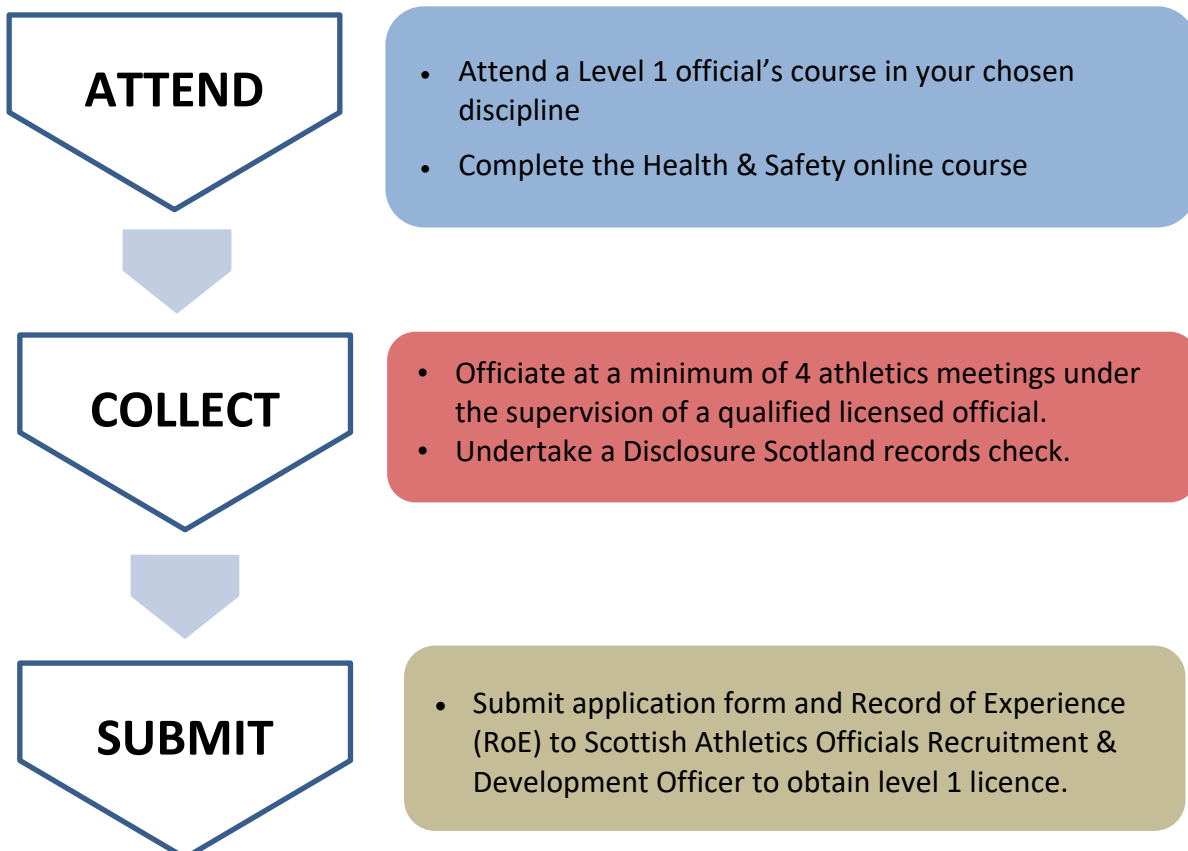 ATTEND
• Attend a Level 1 official’s course in your chosen
discipline
• Complete the Health & Safety online course
COLLECT
• Officiate at a minimum of 4 athletics meetings under
the supervision of a qualified licensed official.
• Undertake a Disclosure Scotland records check.
SUBMIT
• Submit application form and Record of Experience
(RoE) to Scottish Athletics Officials Recruitment &
Development Officer to obtain level 1 licence.